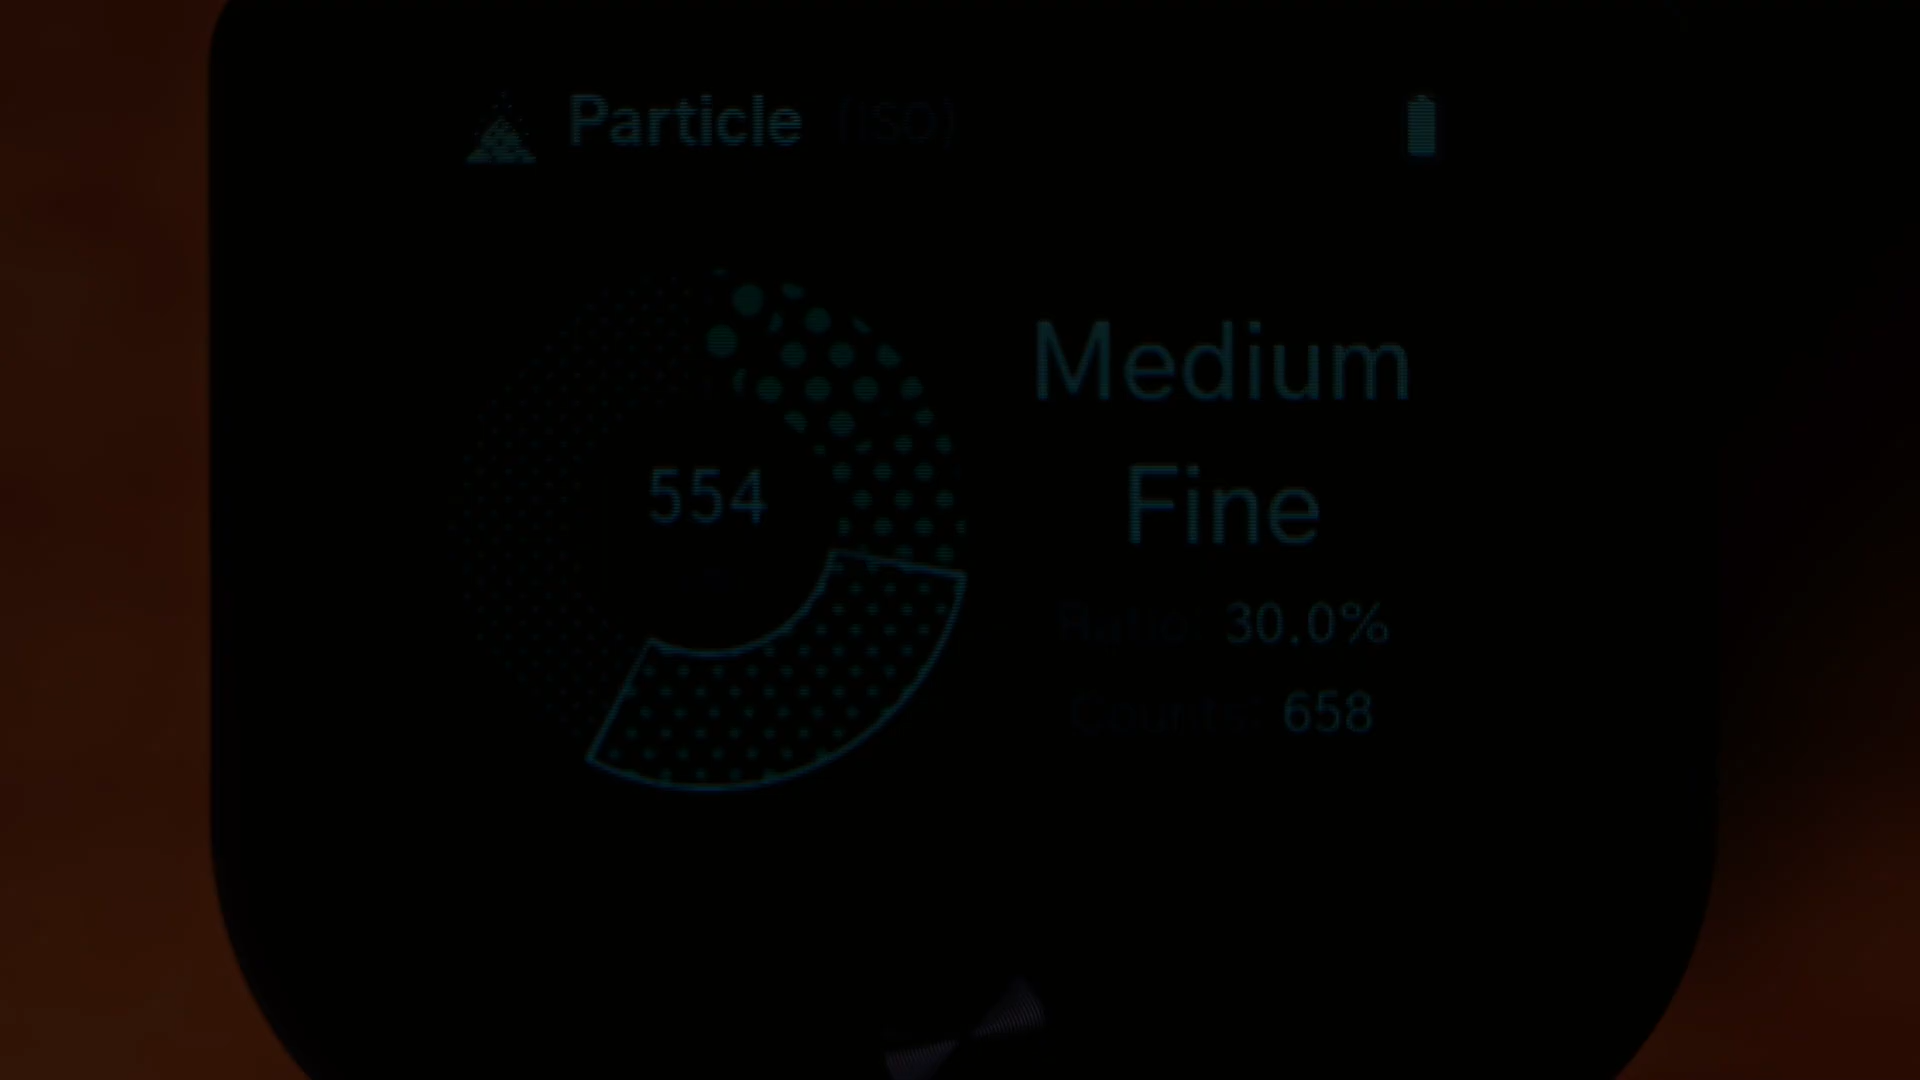 Particle (ISO)
554
Medium
Fine
Ratio: 30.0%
Counts: 658